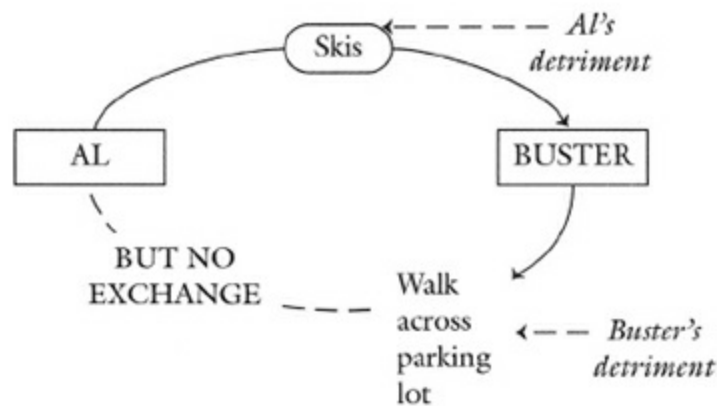 Skis
Al's
detriment
AL
BUSTER
BUT NO
EXCHANGE
Walk
across
parking
lot
Buster's
detriment